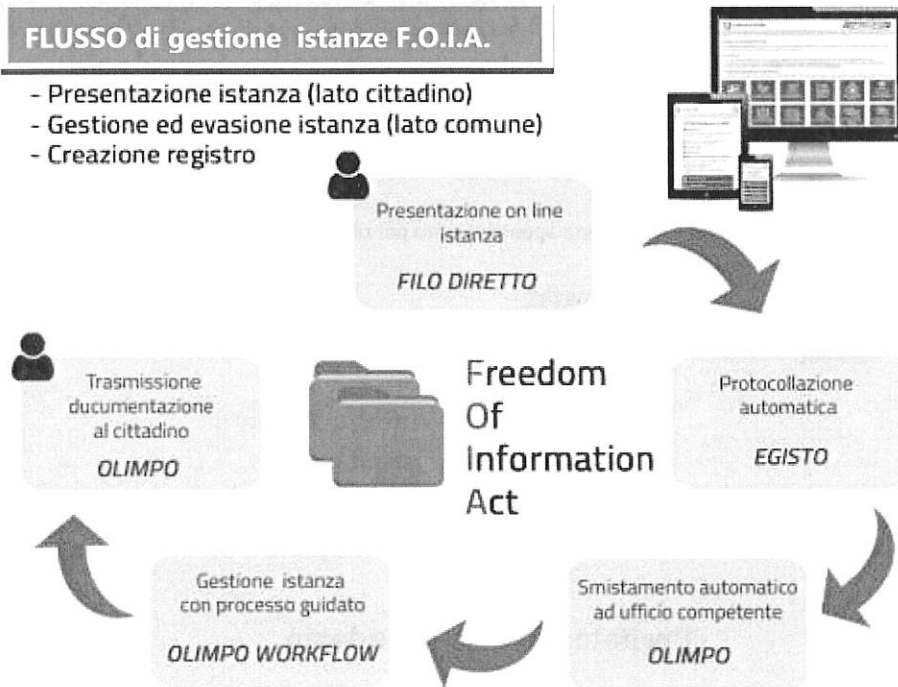 FLUSSO di gestione istanze F.O.I.A.
- Presentazione istanza (lato cittadino)
- Gestione ed evasione istanza (lato comune)
- Creazione registro
Presentazione on line
istanza
FILO DIRETTO
Protocollazione
automatica
EGISTO
Smistamento automatico
ad ufficio competente
OLIMPO
Gestione istanza
con processo guidato
OLIMPO WORKFLOW
Trasmissione
ducumentazione
al cittadino
OLIMPO
Freedom
Of
Information
Act